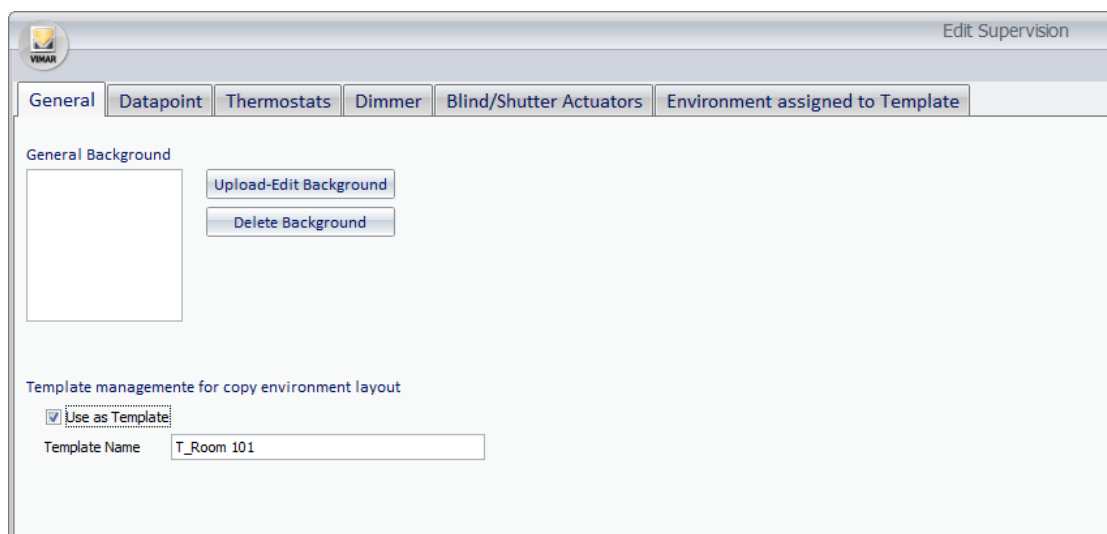 Edit Supervision
VIMAR
General Datapoint Thermostats Dimmer Blind/Shutter Actuators Environment assigned to Template
General Background
Upload-Edit Background
Delete Background
Template managemente for copy environment layout
Use as Template
Template Name T_Room 101